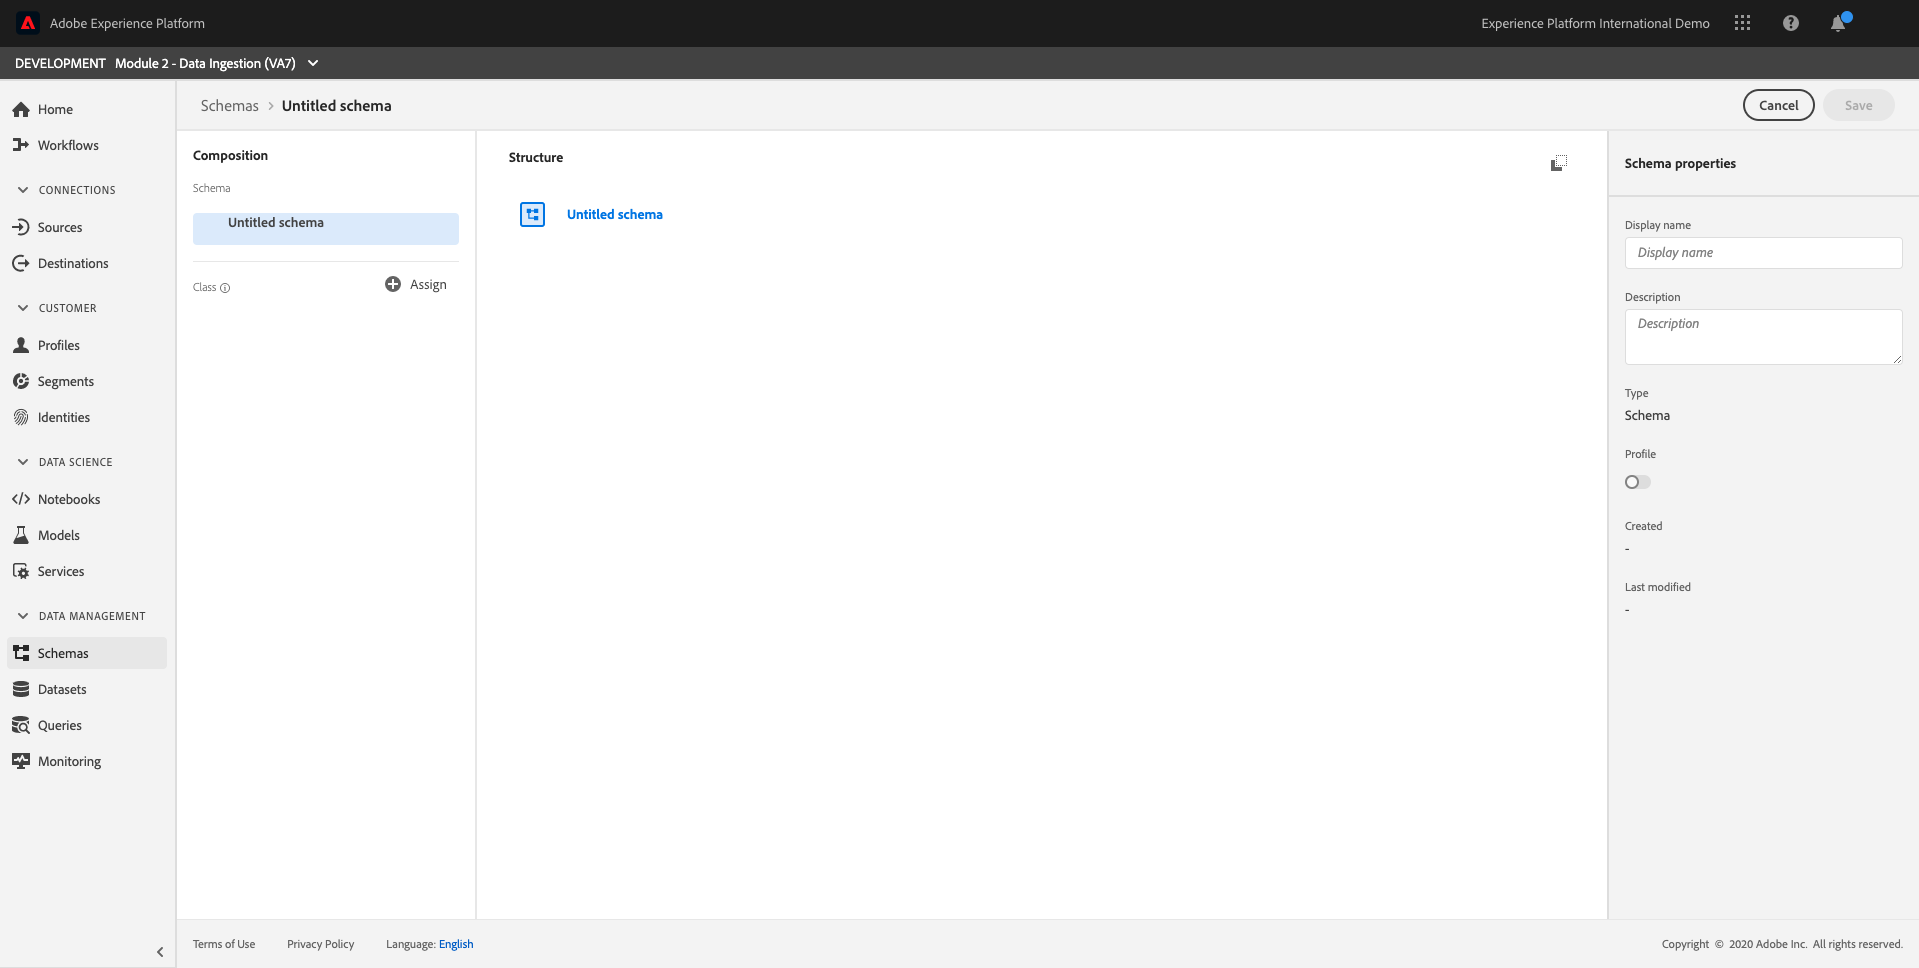 Adobe Experience Platform
Experience Platform International Demo
DEVELOPMENT Module 2 - Data Ingestion (VA7)
Home
Workflows
CONNECTIONS
Sources
Destinations
CUSTOMER
Profiles
Segments
Identities
DATA SCIENCE
Notebooks
Models
Services
DATA MANAGEMENT
Schemas
Datasets
Queries
Monitoring
Schemas > Untitled schema
Cancel
Save
Composition
Schema
Untitled schema
Class
Assign
Structure
Untitled schema
Schema properties
Display name
Display name
Description
Description
Type
Schema
Profile
Created
-
Last modified
-
Terms of Use
Privacy Policy
Language: English
Copyright © 2020 Adobe Inc. All rights reserved.